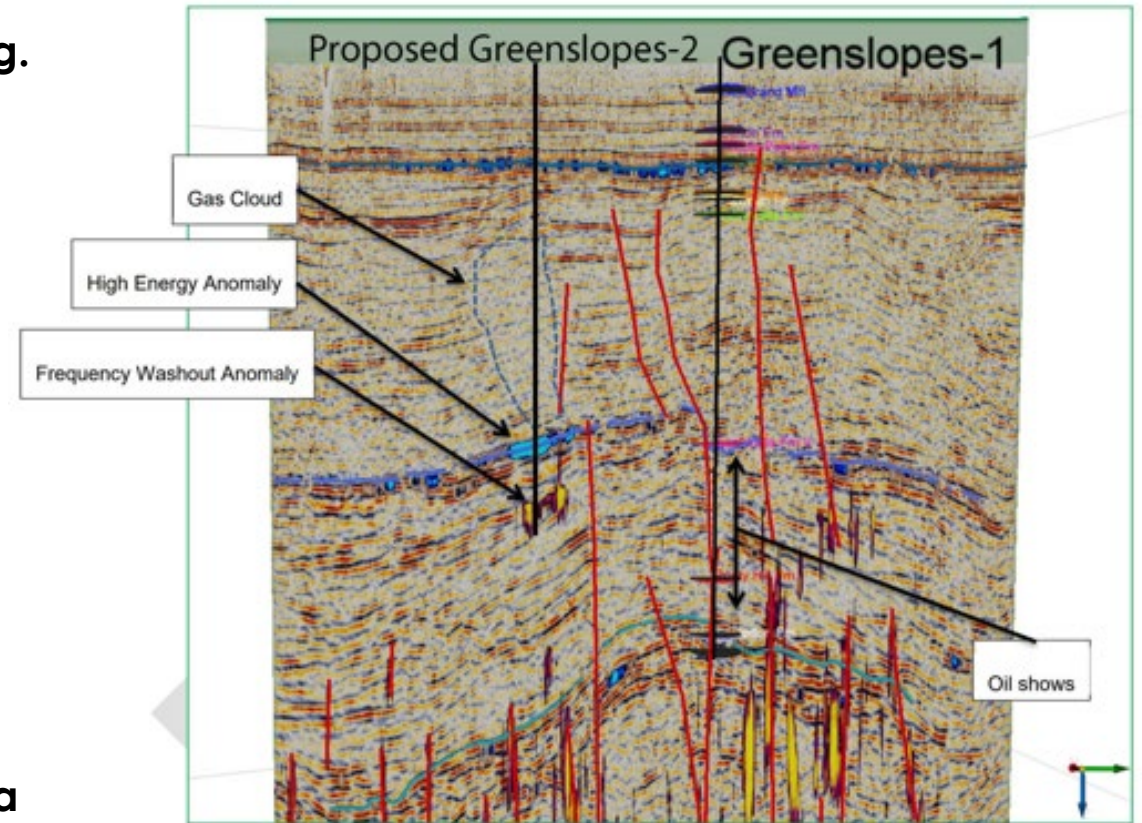 g.
Proposed Greenslopes-2
Greenslopes-1
Gas Cloud
High Energy Anomaly
Frequency Washout Anomaly
Oil shows
a